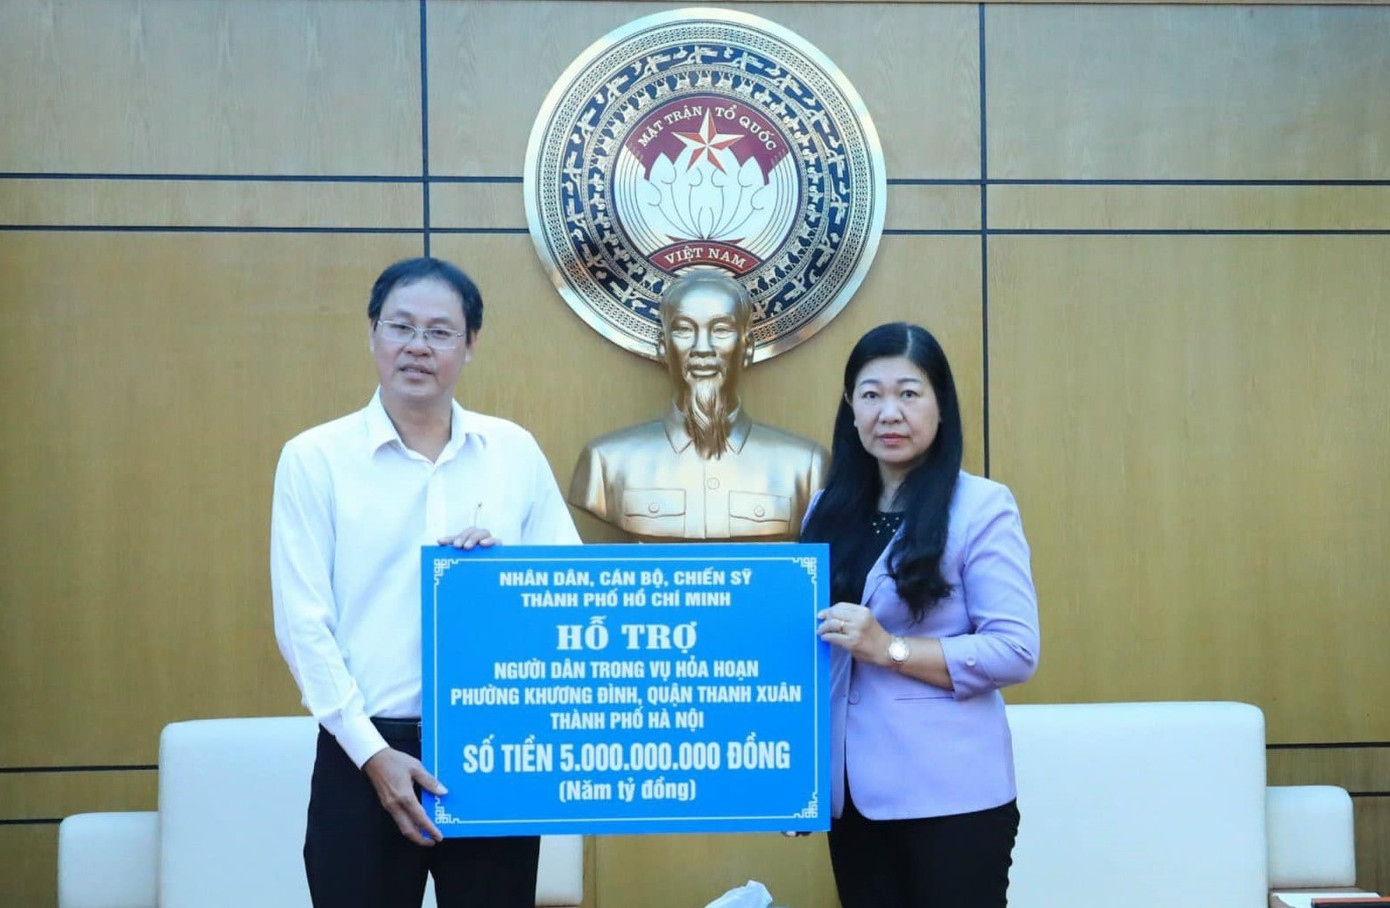 MẶT TRẬN TỔ QUỐC
VIỆT NAM
NHÂN DÂN, CÁN BỘ, CHIẾN SỸ
THÀNH PHỐ HỒ CHÍ MINH
HỖ TRỢ
NGƯỜI DÂN TRONG VỤ HỎA HOẠN
PHƯỜNG KHƯƠNG ĐÌNH, QUẬN THANH XUÂN
THÀNH PHỐ HÀ NỘI
SỐ TIỀN 5.000.000.000 ĐỒNG
(Năm tỷ đồng)